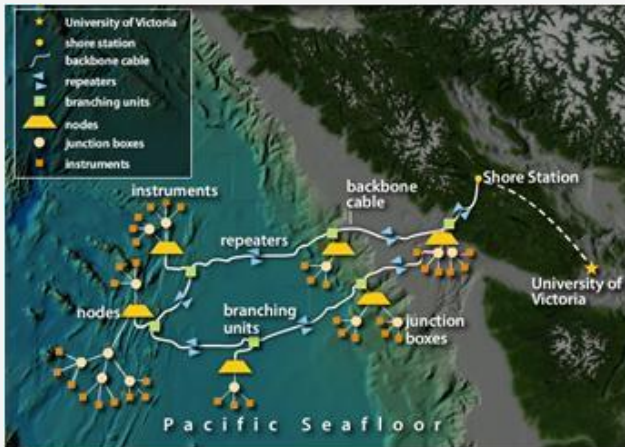 University of Victoria
shore station
backbone cable
repeaters
branching units
nodes
junction boxes
instruments
instruments
backbone
cable
Shore Station
repeaters
University of
Victoria
nodes
branching
units
junction
boxes
Pacific Seafloor